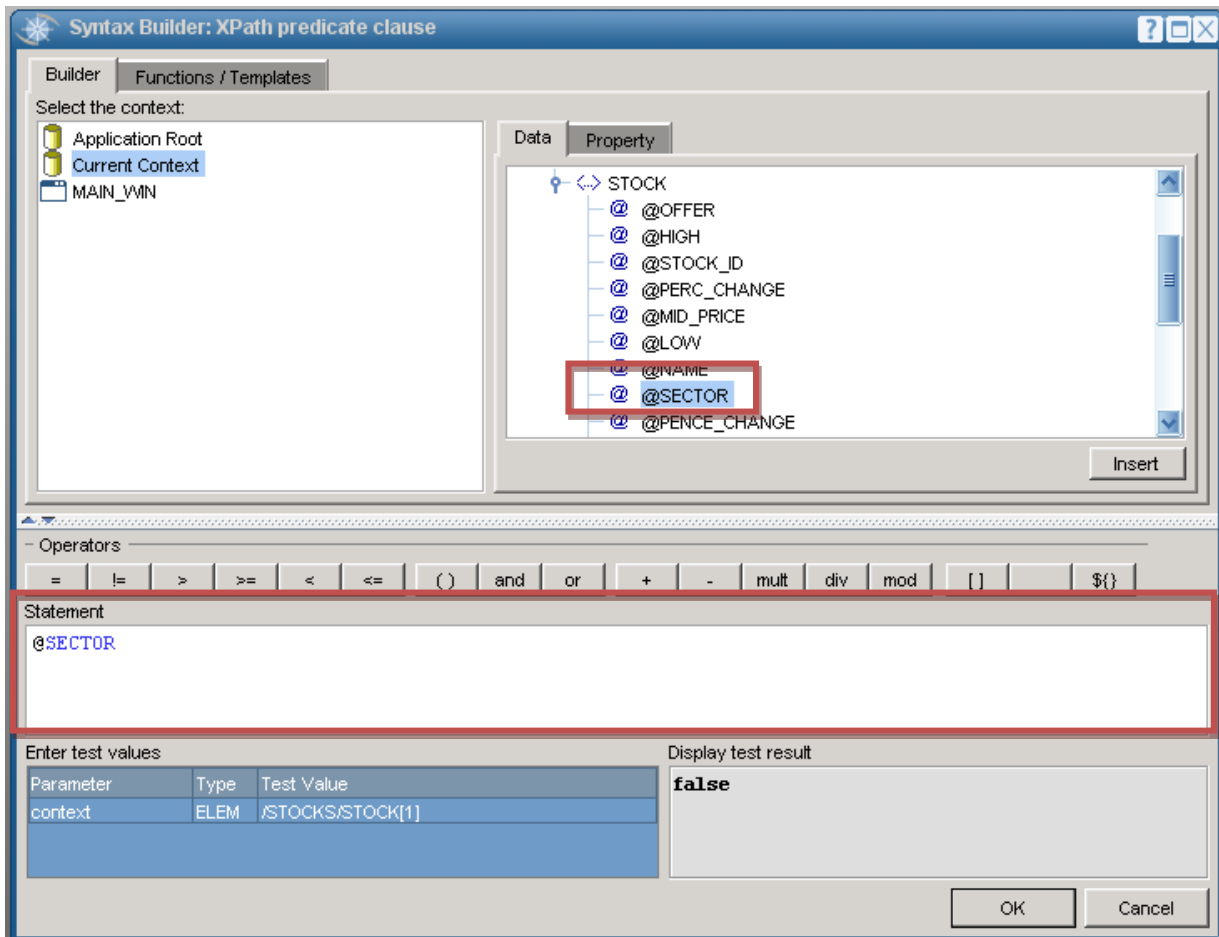 Syntax Builder: XPath predicate clause
?
Builder
Functions / Templates
Select the context:
Application Root
Current Context
MAIN_WIN
Data
Property
<..> STOCK
@ @OFFER
@ @HIGH
@ @STOCK_ID
@ @PERC_CHANGE
@ @MID_PRICE
@ @LOW
@ @NAME
@ @SECTOR
@ @PENCE_CHANGE
Insert
Operators
= != > >= < <= ( ) and or + - mult div mod [ ] ${}
Statement
@SECTOR
Enter test values
Parameter Type Test Value
context ELEM /STOCKS/STOCK[1]
Display test result
false
OK
Cancel